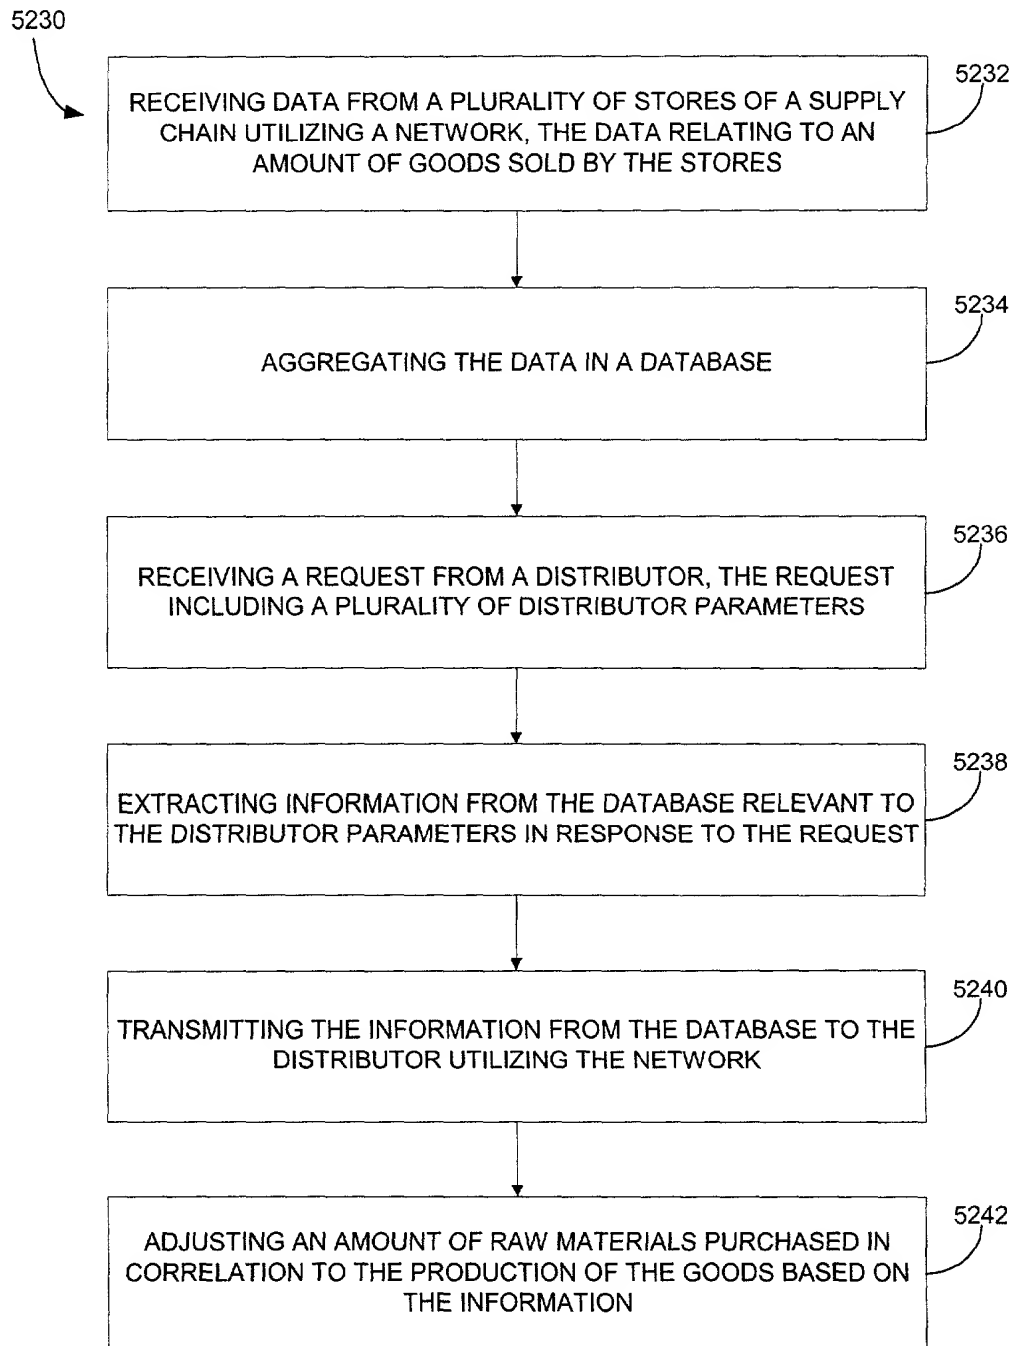 5230
5232
RECEIVING DATA FROM A PLURALITY OF STORES OF A SUPPLY
CHAIN UTILIZING A NETWORK, THE DATA RELATING TO AN
AMOUNT OF GOODS SOLD BY THE STORES
5234
AGGREGATING THE DATA IN A DATABASE
5236
RECEIVING A REQUEST FROM A DISTRIBUTOR, THE REQUEST
INCLUDING A PLURALITY OF DISTRIBUTOR PARAMETERS
5238
EXTRACTING INFORMATION FROM THE DATABASE RELEVANT TO
THE DISTRIBUTOR PARAMETERS IN RESPONSE TO THE REQUEST
5240
TRANSMITTING THE INFORMATION FROM THE DATABASE TO THE
DISTRIBUTOR UTILIZING THE NETWORK
5242
ADJUSTING AN AMOUNT OF RAW MATERIALS PURCHASED IN
CORRELATION TO THE PRODUCTION OF THE GOODS BASED ON
THE INFORMATION